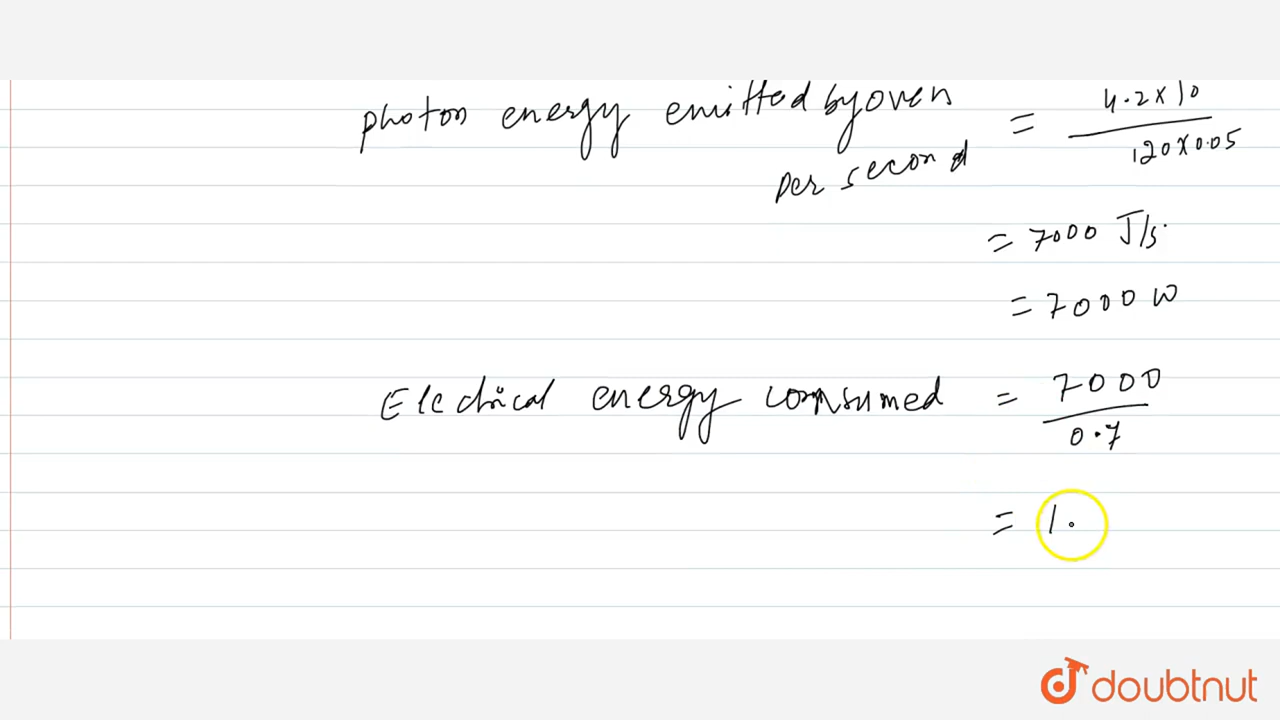 photon energy emitted by oven per second = 4.2×10 / 120×0.05
= 7000 J/s.
= 7000 W
Electrical energy consumed = 7000 / 0.7
= 1.
doubtnut